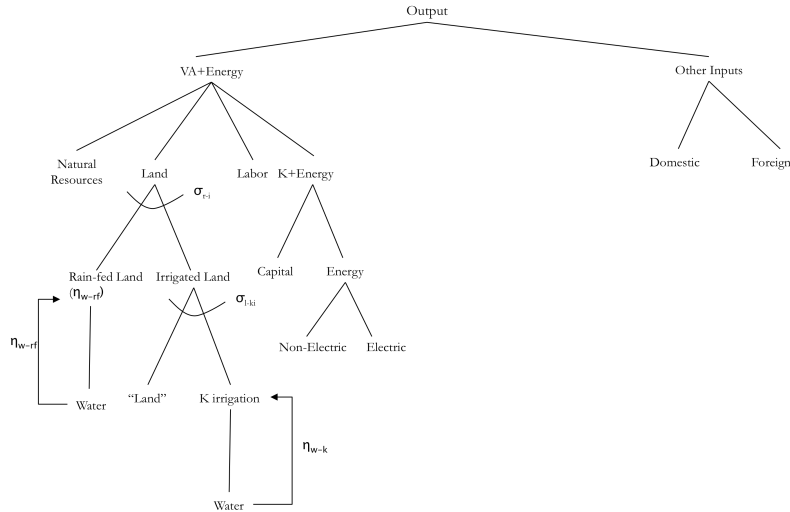 Output
VA+Energy
Other Inputs
Natural
Resources
Land
Labor
K+Energy
Domestic
Foreign
σr-i
Rain-fed Land
(ηw-rf)
Irrigated Land
Capital
Energy
σl-ki
ηw-rf
Non-Electric
Electric
Water
“Land”
K irrigation
ηw-k
Water